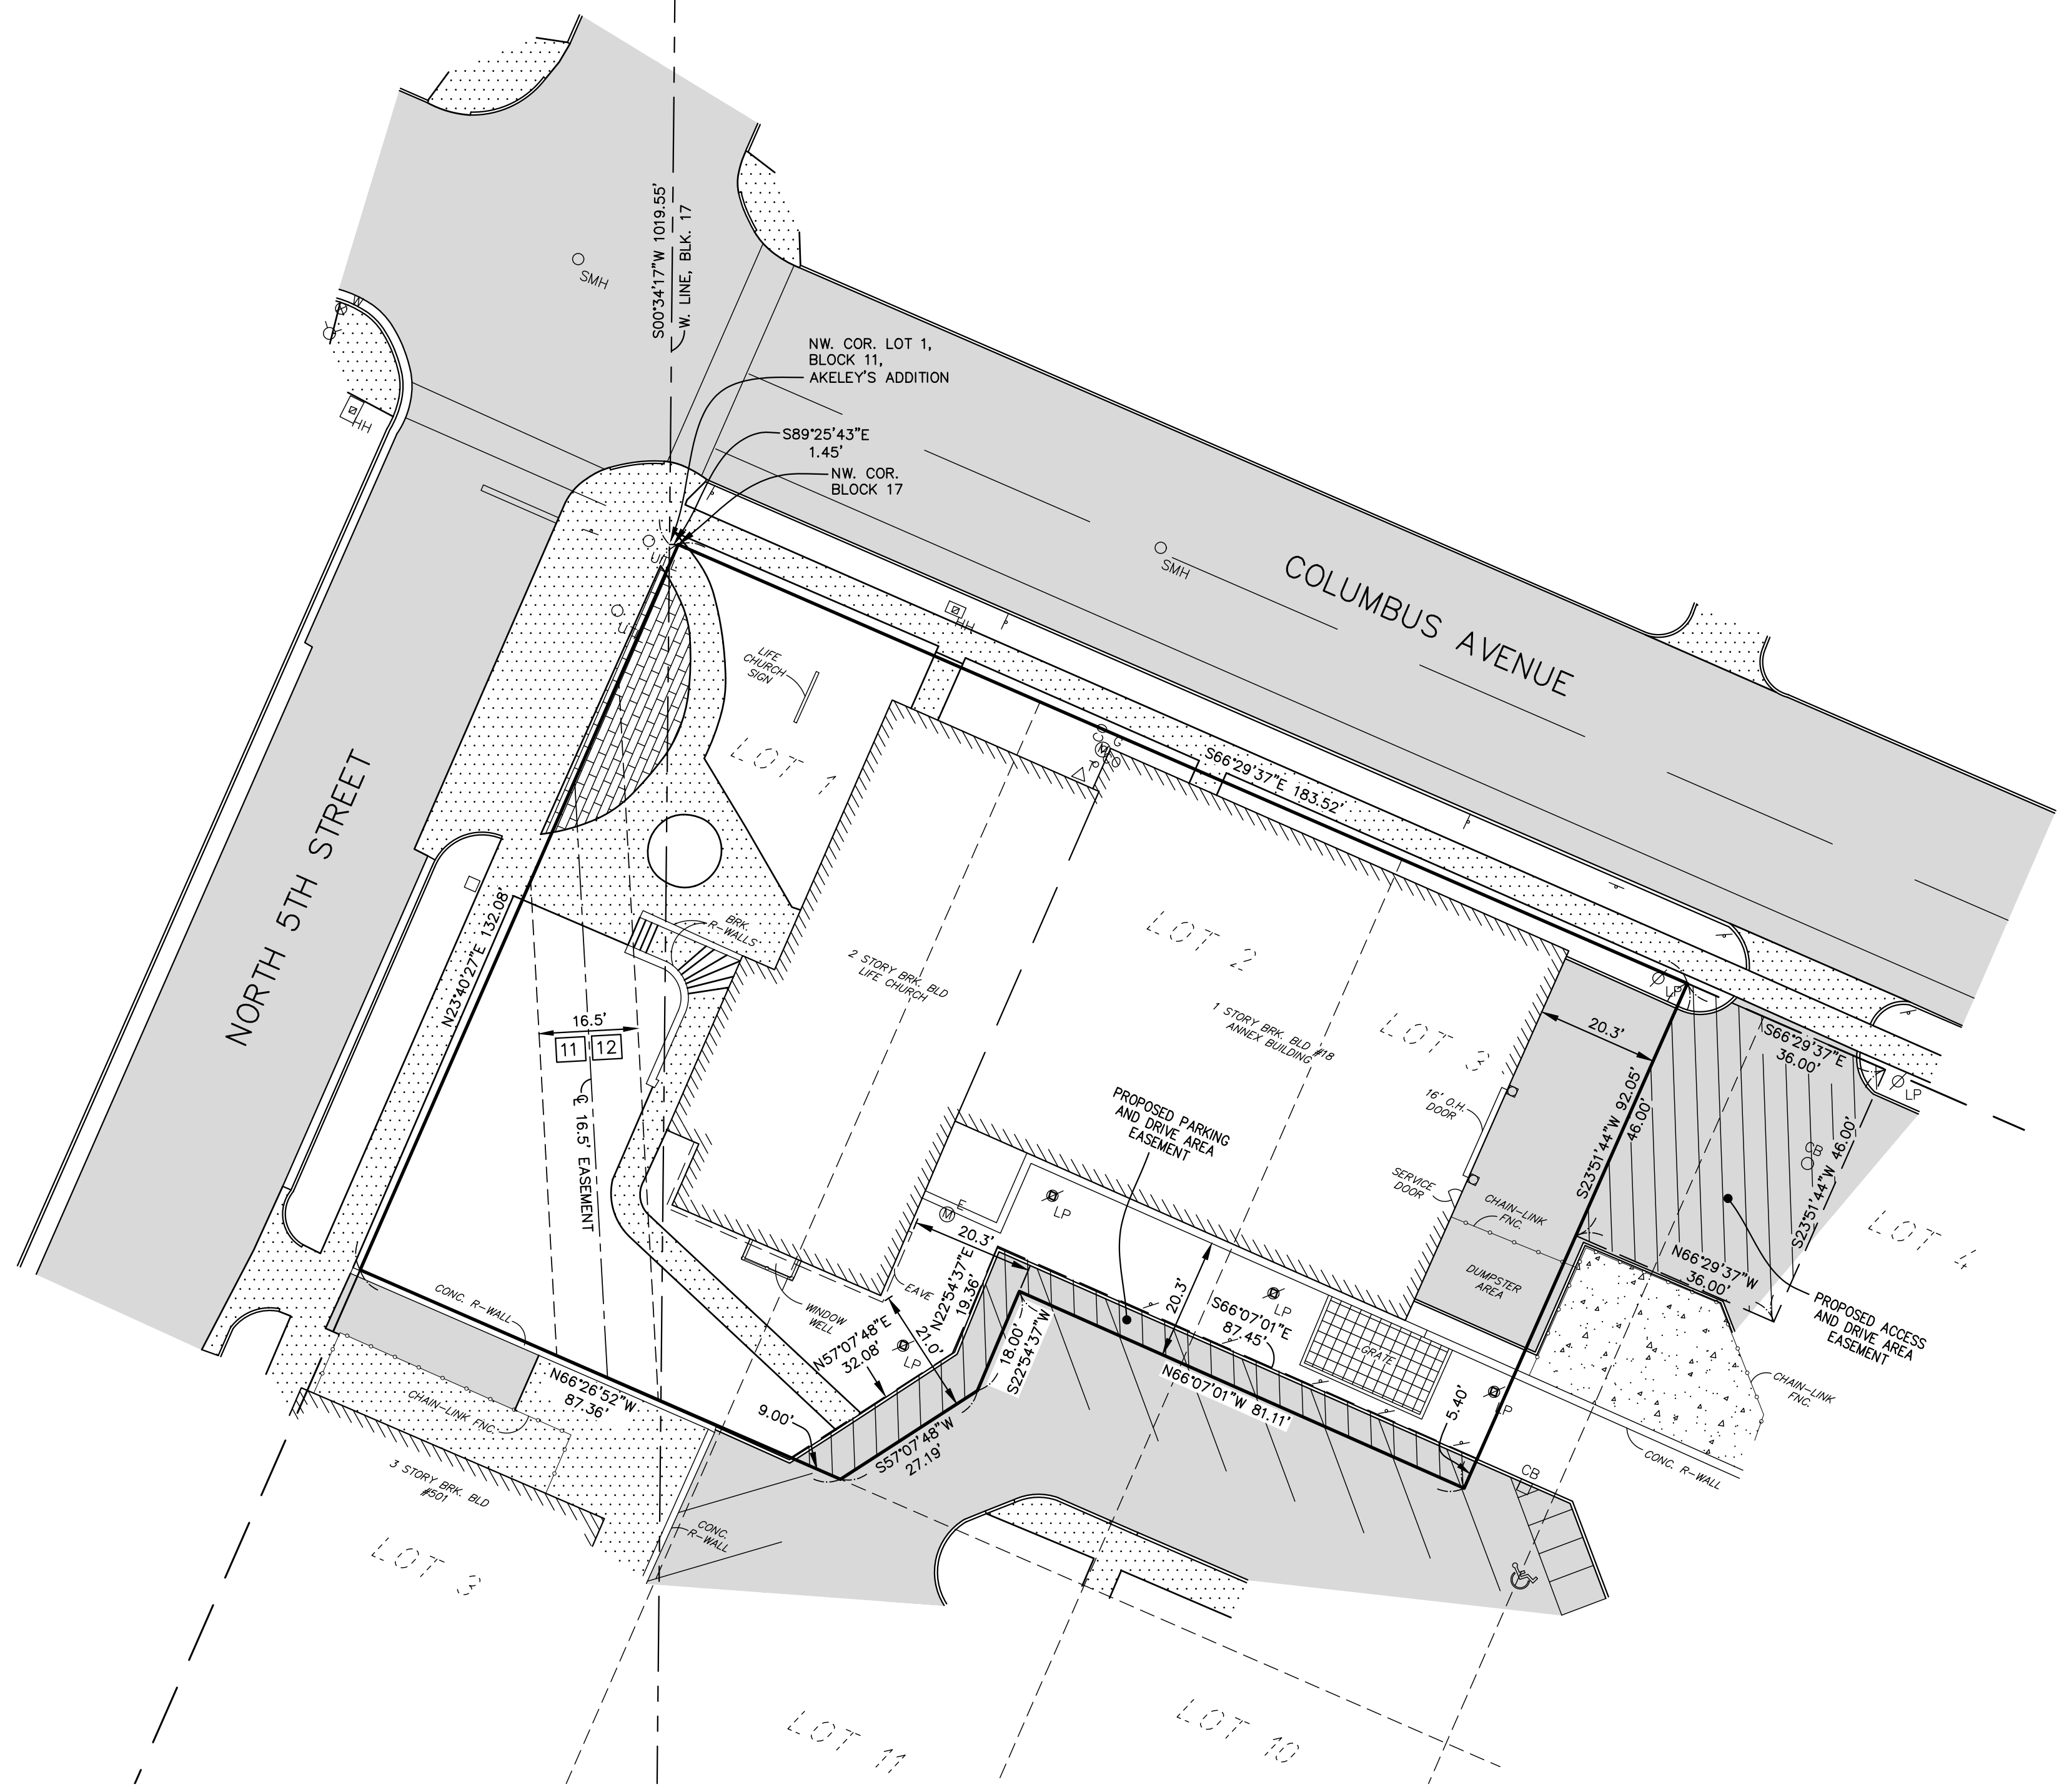 S00°34'17"W 1019.55'
W. LINE, BLK. 17
SMH
W
HH
NW. COR. LOT 1,
BLOCK 11,
AKELEY'S ADDITION
S89°25'43"E
1.45'
NW. COR.
BLOCK 17
SMH
COLUMBUS AVENUE
UTIL
HH
LIFE
CHURCH
SIGN
LOT 1
G
M
S66°29'37"E 183.52'
NORTH 5TH STREET
N23°40'27"E 132.08'
BRK.
R-WALLS
2 STORY BRK. BLD
LIFE CHURCH
LOT 2
1 STORY BRK. BLD #18
ANNEX BUILDING
LOT 3
LP
20.3'
S66°29'37"E
36.00'
LP
16.5'
11
12
℄ 16.5' EASEMENT
PROPOSED PARKING
AND DRIVE AREA
EASEMENT
16' O.H.
DOOR
S23°51'44"W 92.05'
46.00'
CB
S23°51'44"W 46.00'
SERVICE
DOOR
CHAIN-LINK
FNC.
DUMPSTER
AREA
LOT 4
N66°29'37"W
36.00'
PROPOSED ACCESS
AND DRIVE AREA
EASEMENT
E
M
LP
20.3'
EAVE
WINDOW
WELL
N22°54'37"E
19.36'
21.0'
N57°07'48"E
32.08'
LP
18.00'
S22°54'37"W
20.3'
S66°07'01"E
87.45'
LP
GRATE
N66°07'01"W 81.11'
5.40'
LP
CHAIN-LINK
FNC.
CONC. R-WALL
CONC. R-WALL
N66°26'52"W
87.36'
CHAIN-LINK FNC.
9.00'
S57°07'48"W
27.19'
CB
3 STORY BRK. BLD
#501
CONC.
R-WALL
LOT 3
LOT 11
LOT 10